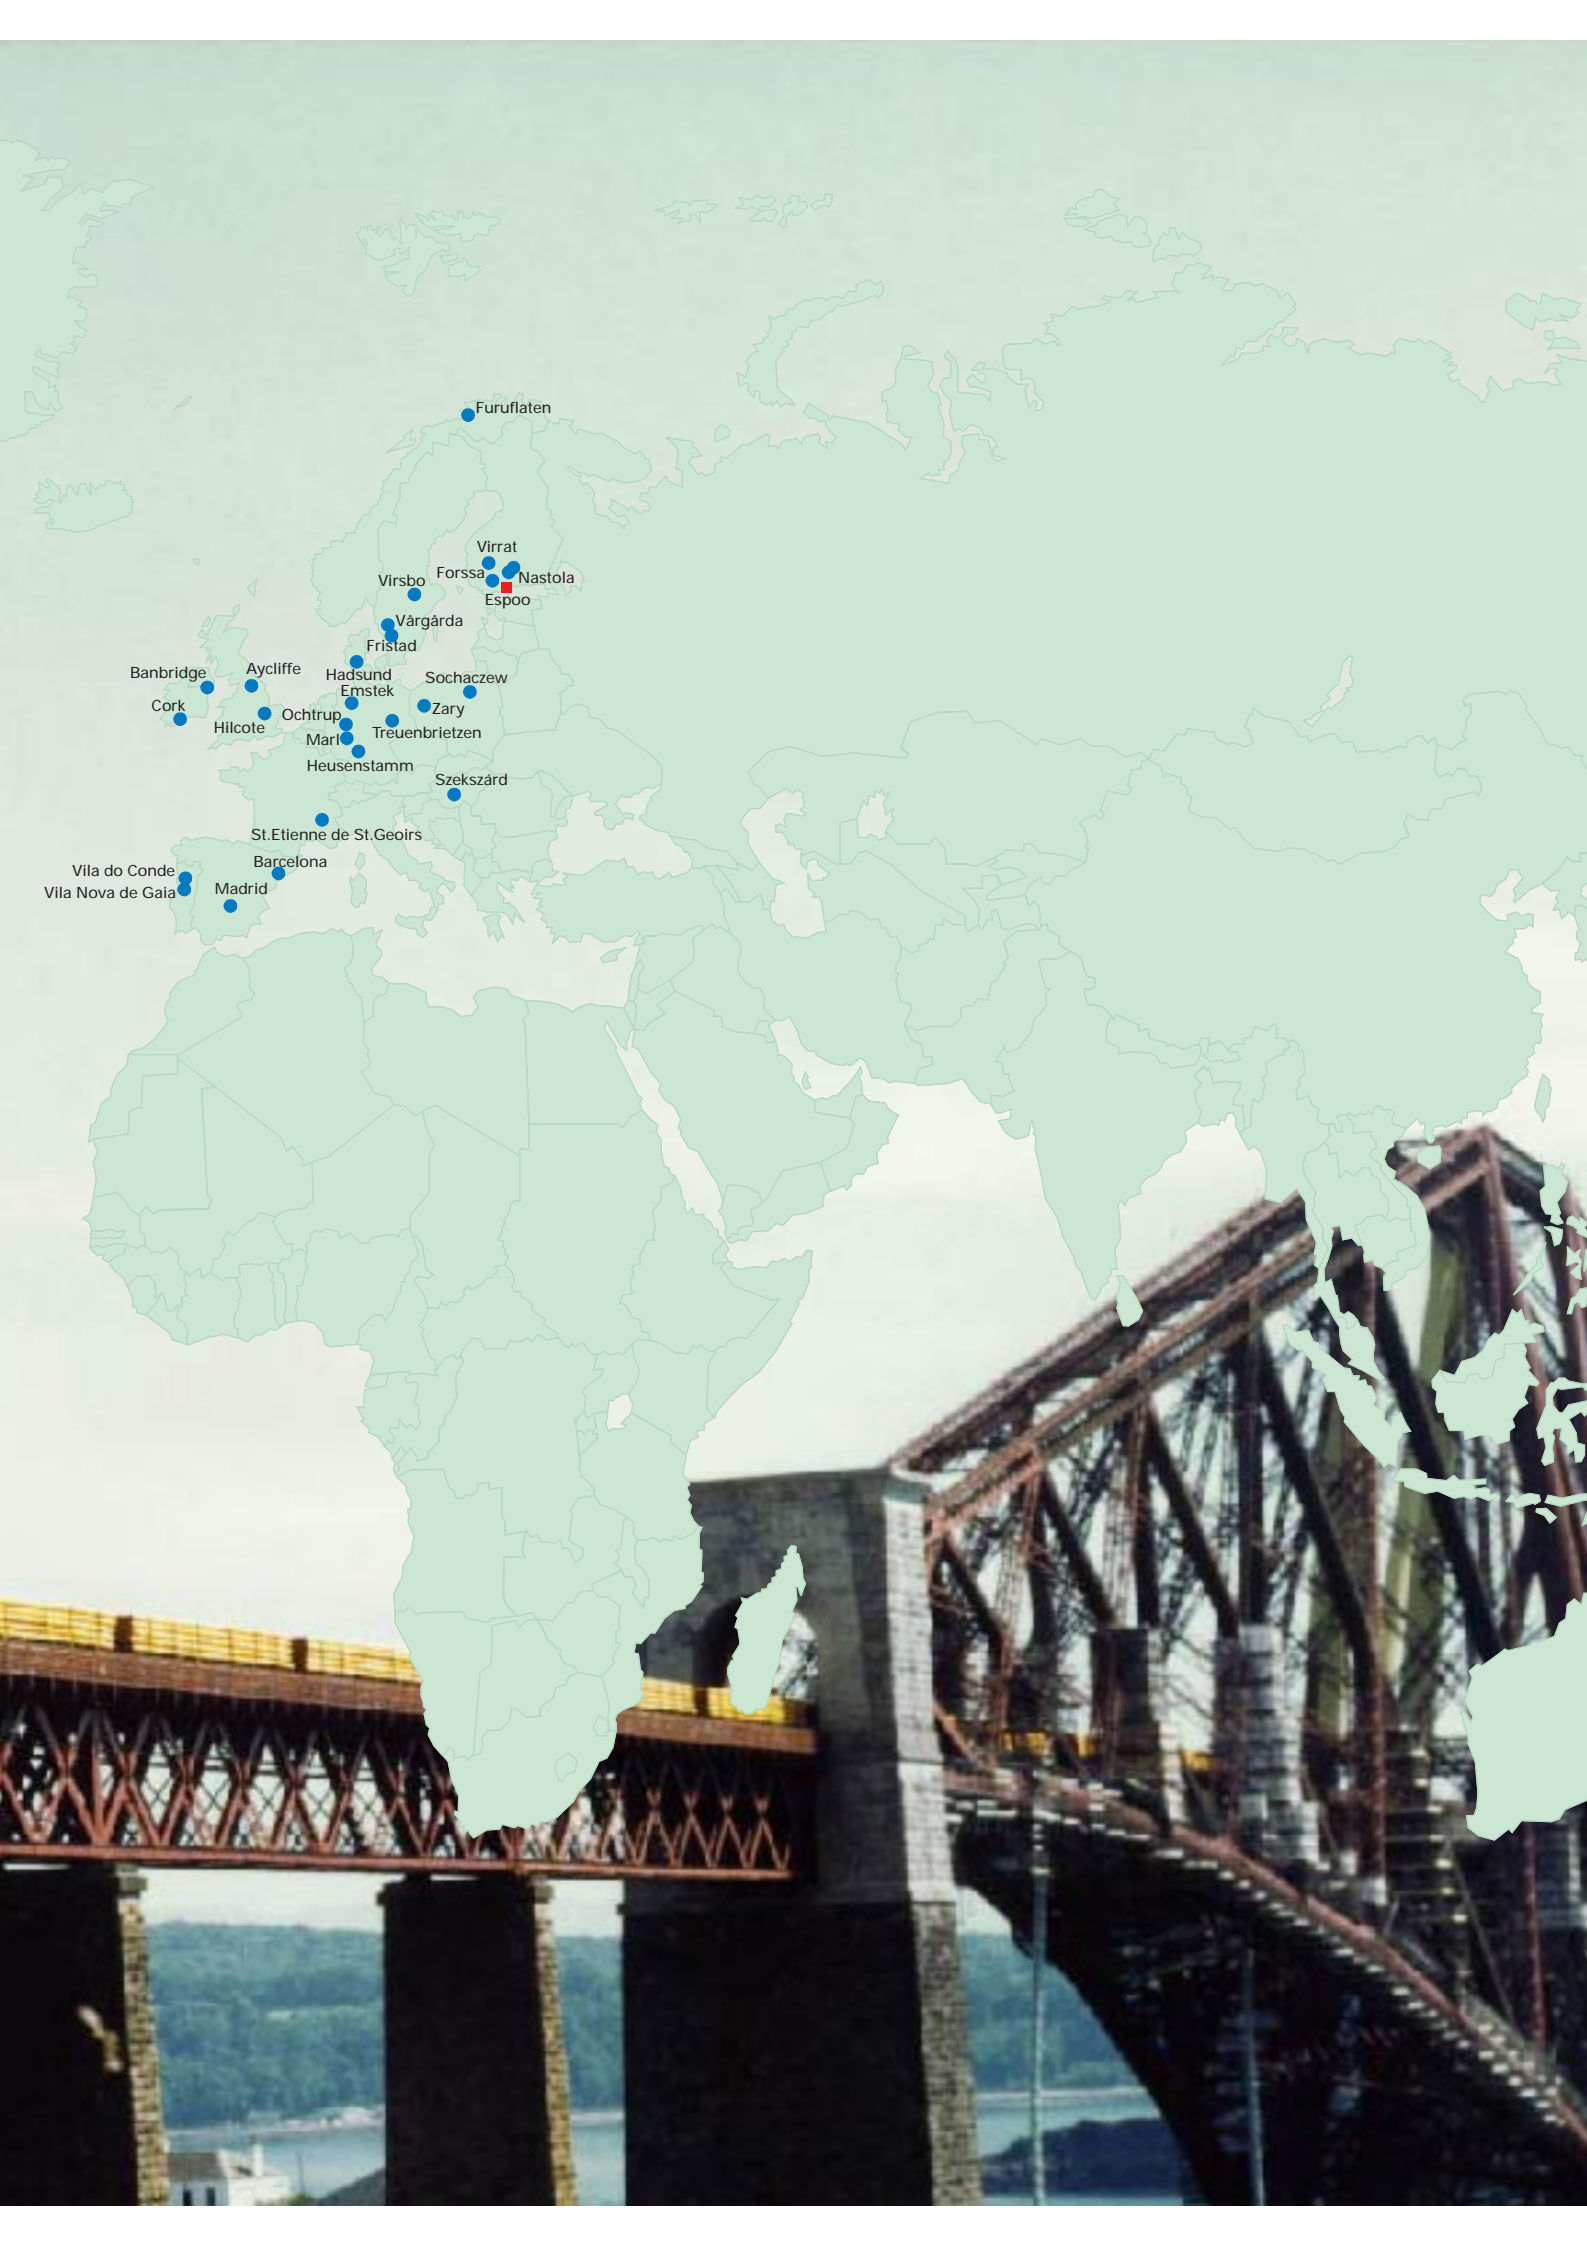 Furuflaten
Virrat
Forssa
Nastola
Virsbo
Espoo
Vårgårda
Fristad
Banbridge
Aycliffe
Hadsund
Sochaczew
Emstek
Cork
Ochtrup
Zary
Hilcote
Treuenbrietzen
Marl
Heusenstamm
Szekszárd
St.Etienne de St.Geoirs
Barcelona
Vila do Conde
Madrid
Vila Nova de Gaia